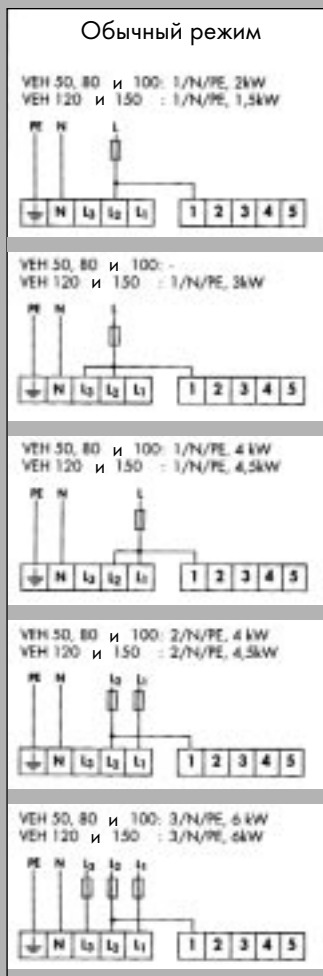 Обычный режим
VEH 50, 80 и 100: 1/N/PE, 2kW
VEH 120 и 150 : 1/N/PE, 1,5kW
PE N L
N L3 L2 L1 1 2 3 4 5
VEH 50, 80 и 100: -
VEH 120 и 150 : 1/N/PE, 3kW
PE N L
N L3 L2 L1 1 2 3 4 5
VEH 50, 80 и 100: 1/N/PE, 4 kW
VEH 120 и 150 : 1/N/PE, 4,5kW
PE N L
N L3 L2 L1 1 2 3 4 5
VEH 50, 80 и 100: 2/N/PE, 4 kW
VEH 120 и 150 : 2/N/PE, 4,5kW
PE N L2 L1
N L3 L2 L1 1 2 3 4 5
VEH 50, 80 и 100: 3/N/PE, 6 kW
VEH 120 и 150 : 3/N/PE, 6kW
PE N L3 L2 L1
N L3 L2 L1 1 2 3 4 5